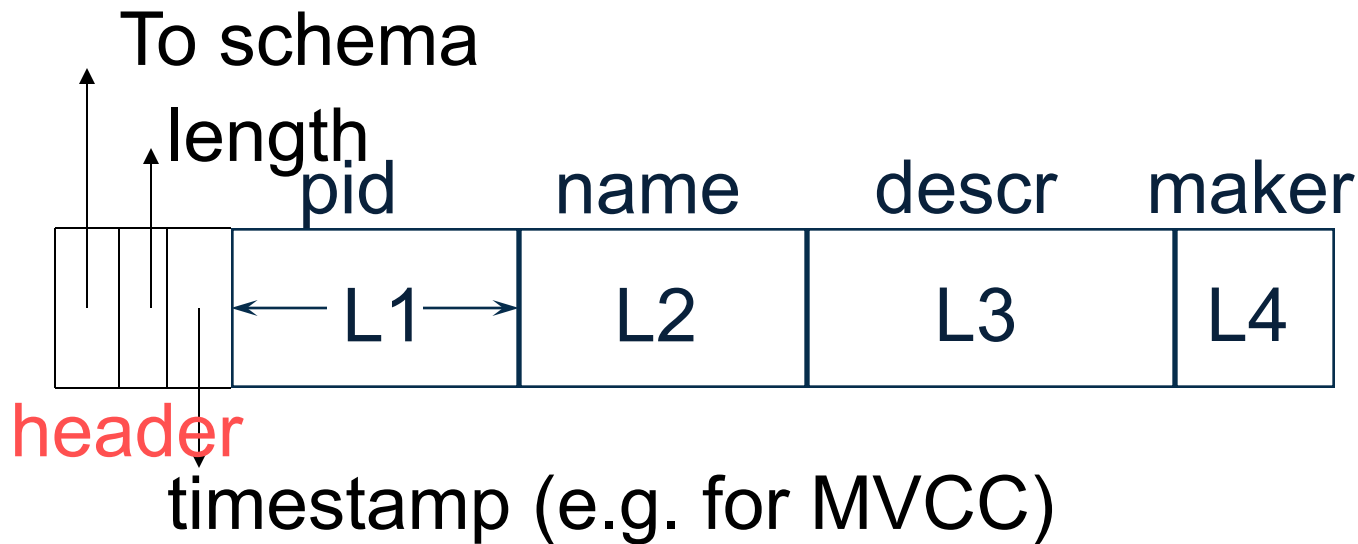 To schema
length
pid name descr maker
L1 L2 L3 L4
header
timestamp (e.g. for MVCC)